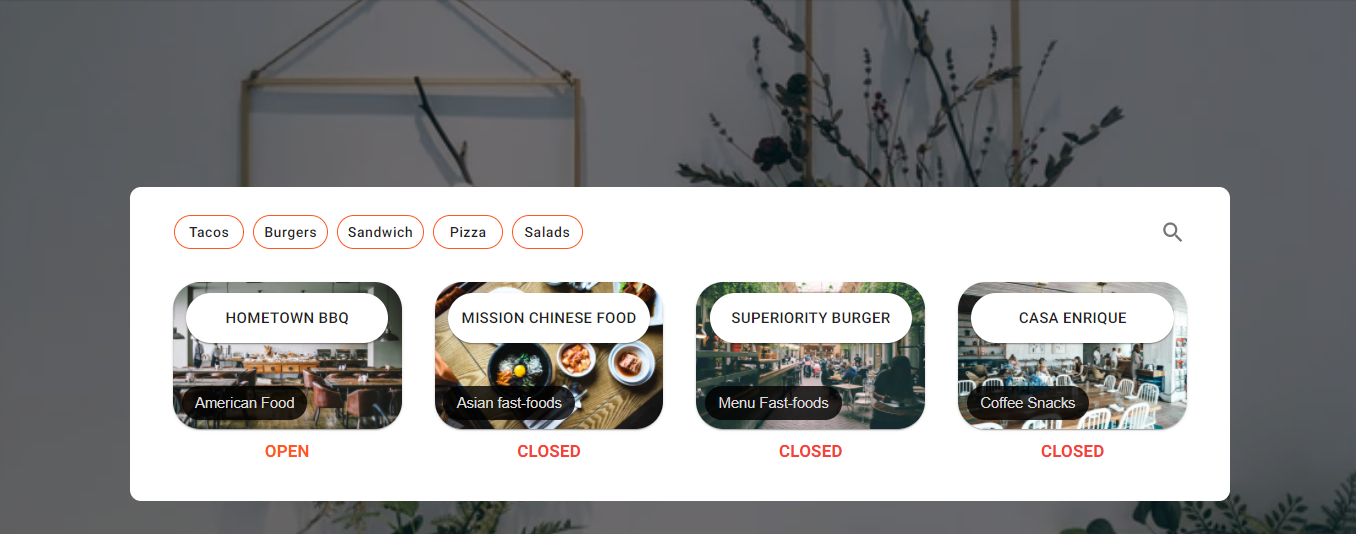 Tacos
Burgers
Sandwich
Pizza
Salads
HOMETOWN BBQ
American Food
OPEN
MISSION CHINESE FOOD
Asian fast-foods
CLOSED
SUPERIORITY BURGER
Menu Fast-foods
CLOSED
CASA ENRIQUE
Coffee Snacks
CLOSED